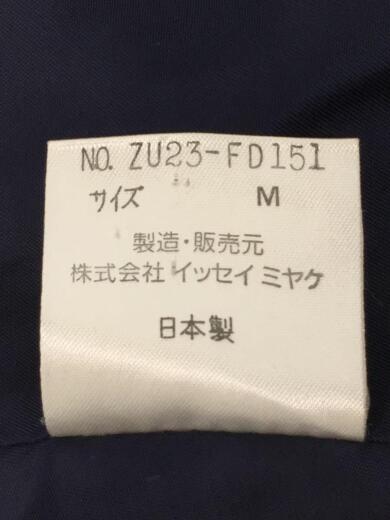 NO. ZU23-FD151
サイズ M
製造・販売元
株式会社 イッセイ ミヤケ
日本製